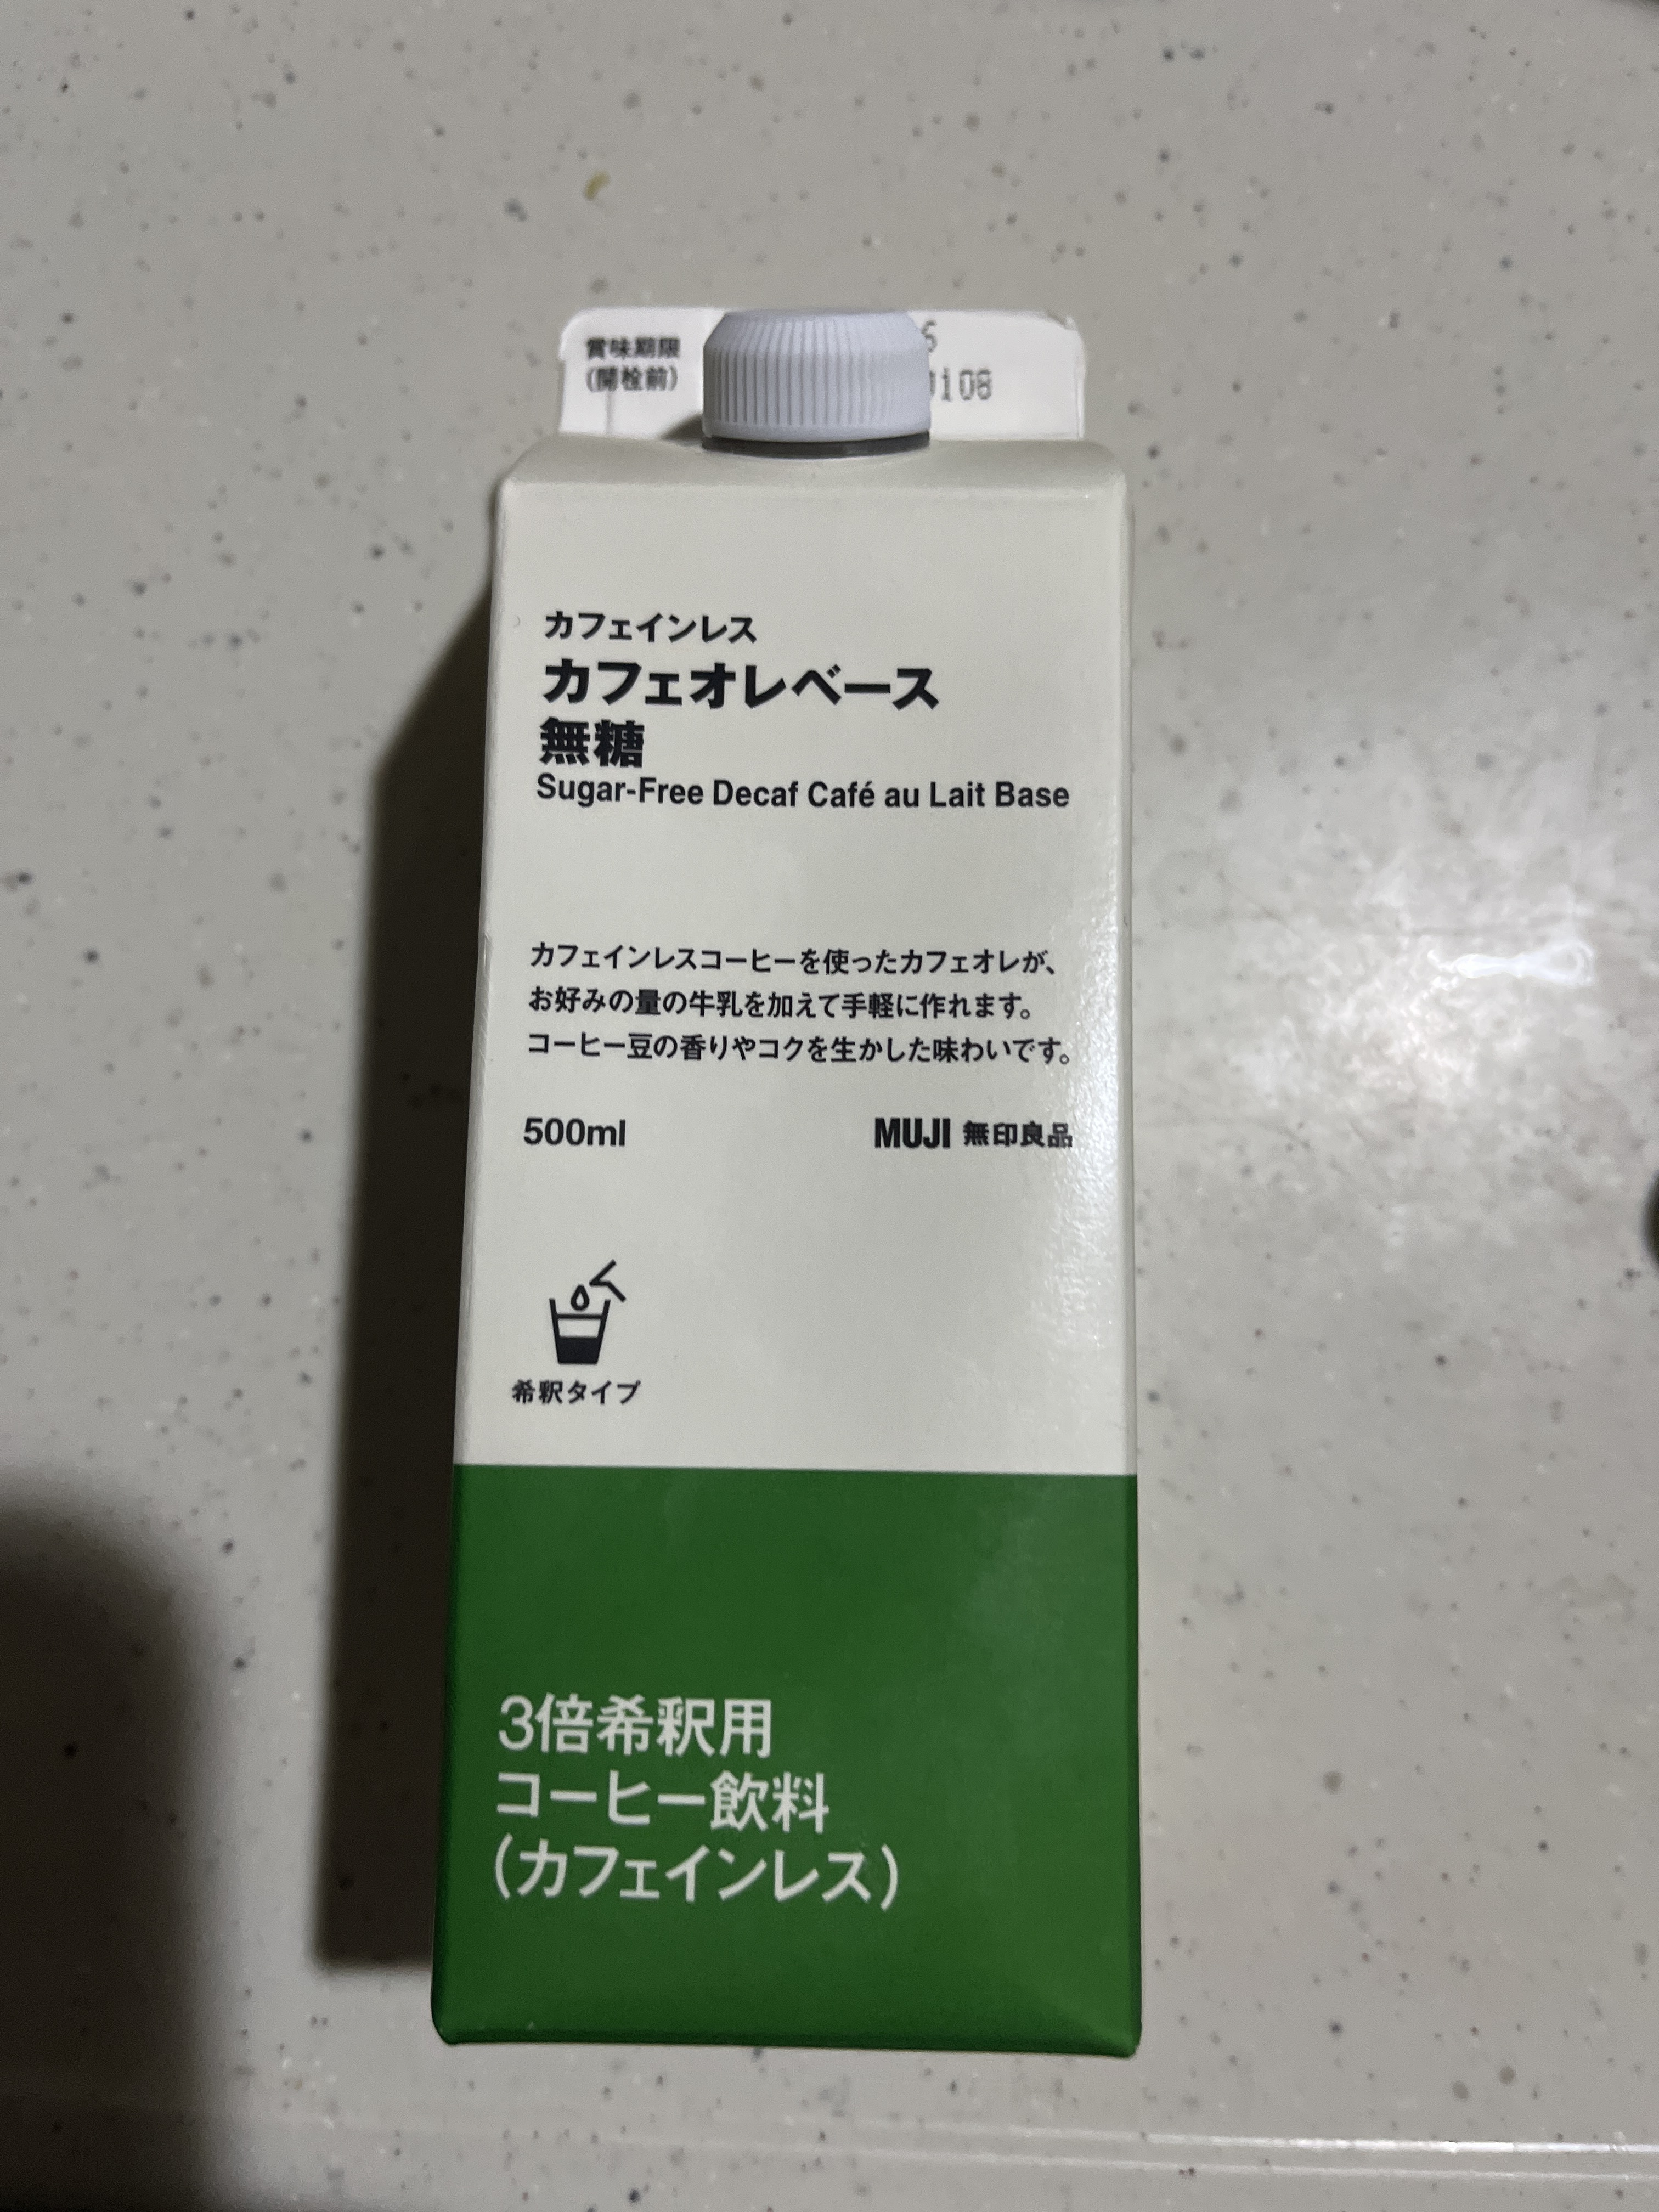 賞味期限
(開栓前)
108
カフェインレス
カフェオレベース
無糖
Sugar-Free Decaf Café au Lait Base
カフェインレスコーヒーを使ったカフェオレが、
お好みの量の牛乳を加えて手軽に作れます。
コーヒー豆の香りやコクを生かした味わいです。
500ml MUJI 無印良品
希釈タイプ
3倍希釈用
コーヒー飲料
(カフェインレス)